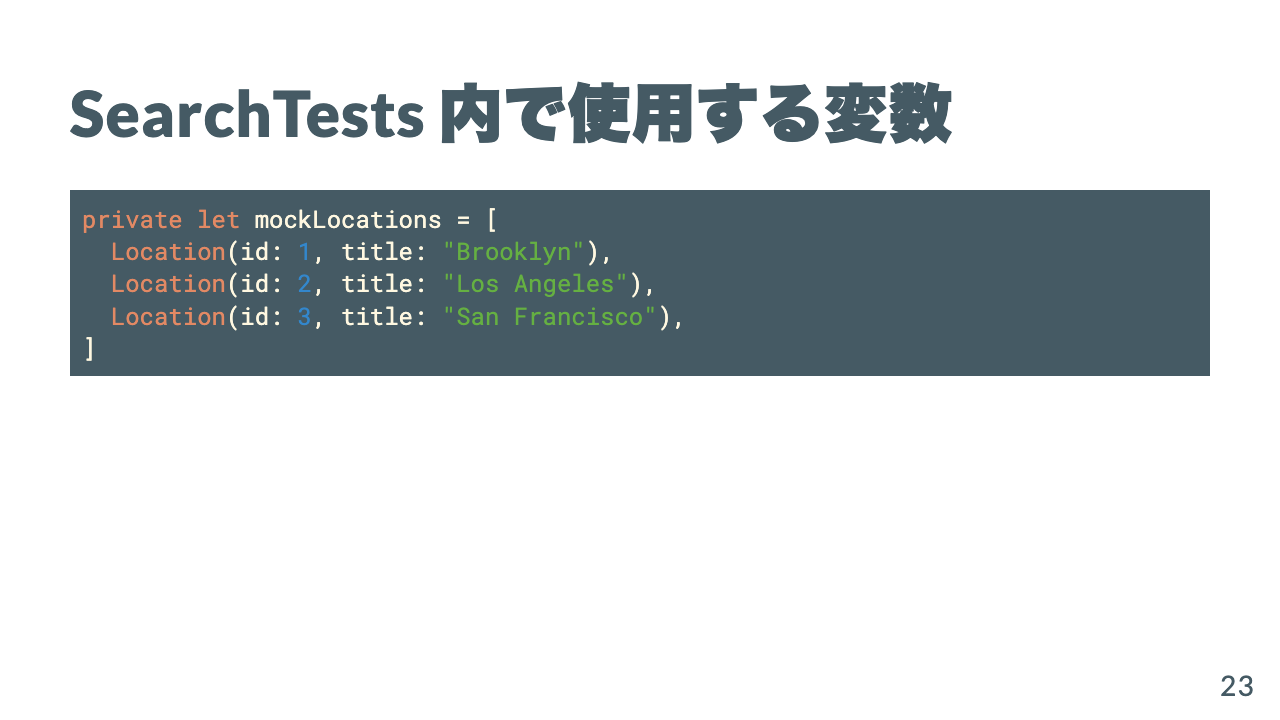 SearchTests 内で使用する変数
private let mockLocations = [
  Location(id: 1, title: "Brooklyn"),
  Location(id: 2, title: "Los Angeles"),
  Location(id: 3, title: "San Francisco"),
]
23